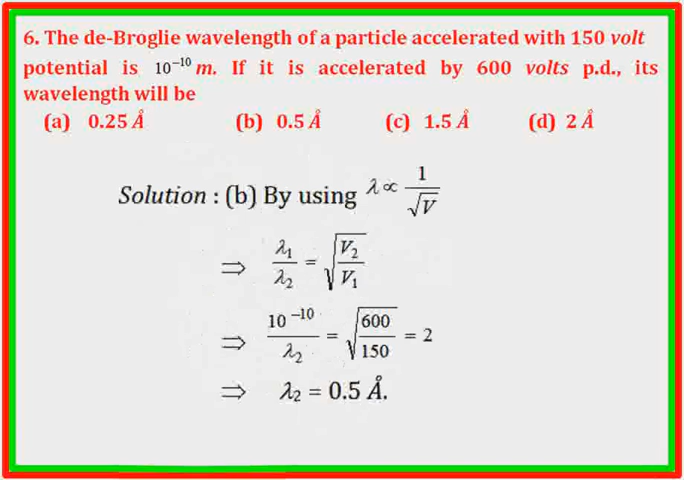 6. The de-Broglie wavelength of a particle accelerated with 150 volt
potential is 10⁻¹⁰ m. If it is accelerated by 600 volts p.d., its
wavelength will be
(a) 0.25 Å (b) 0.5 Å (c) 1.5 Å (d) 2 Å
Solution : (b) By using λ ∝ 1/√V
⇒ λ₁/λ₂ = √(V₂/V₁)
⇒ 10⁻¹⁰/λ₂ = √(600/150) = 2
⇒ λ₂ = 0.5 Å.